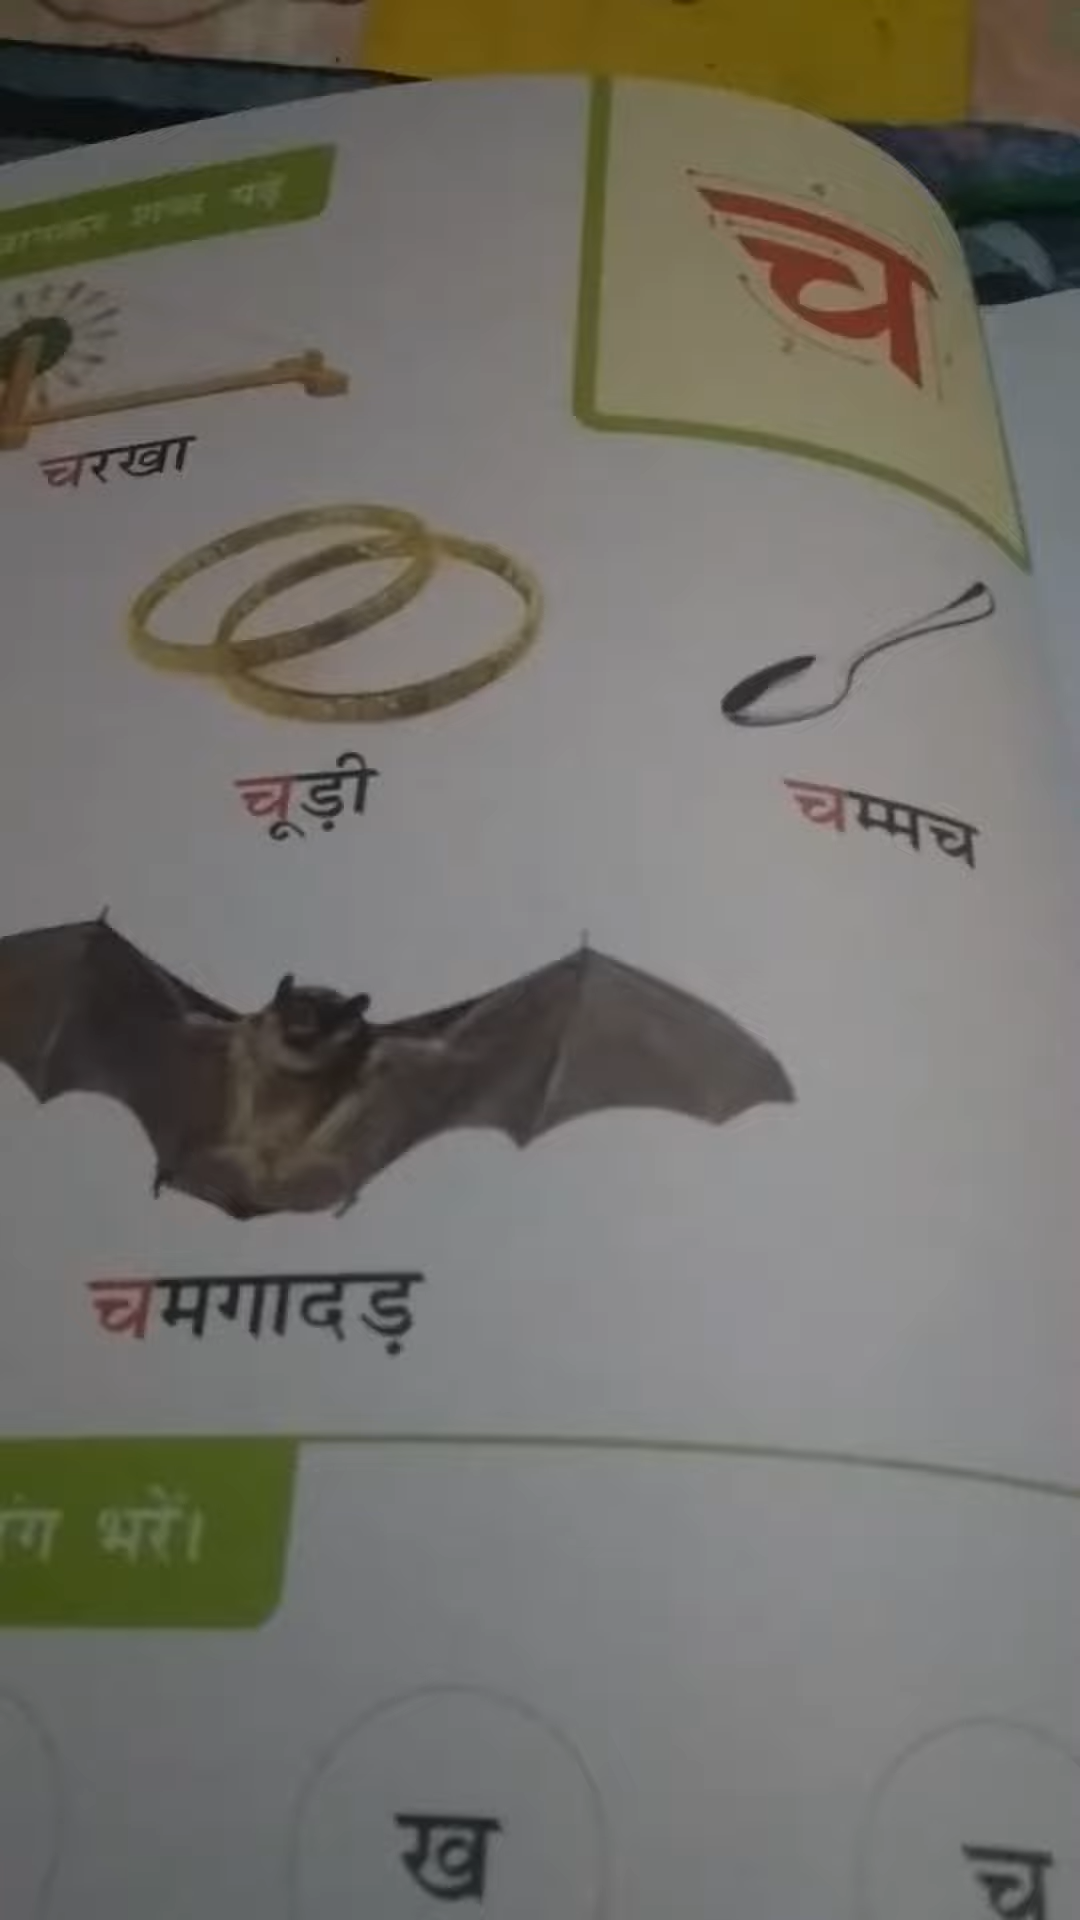 च
शब्द पढ़ें
चरखा
चूड़ी
चम्मच
चमगादड़
रंग भरें।
ख
च